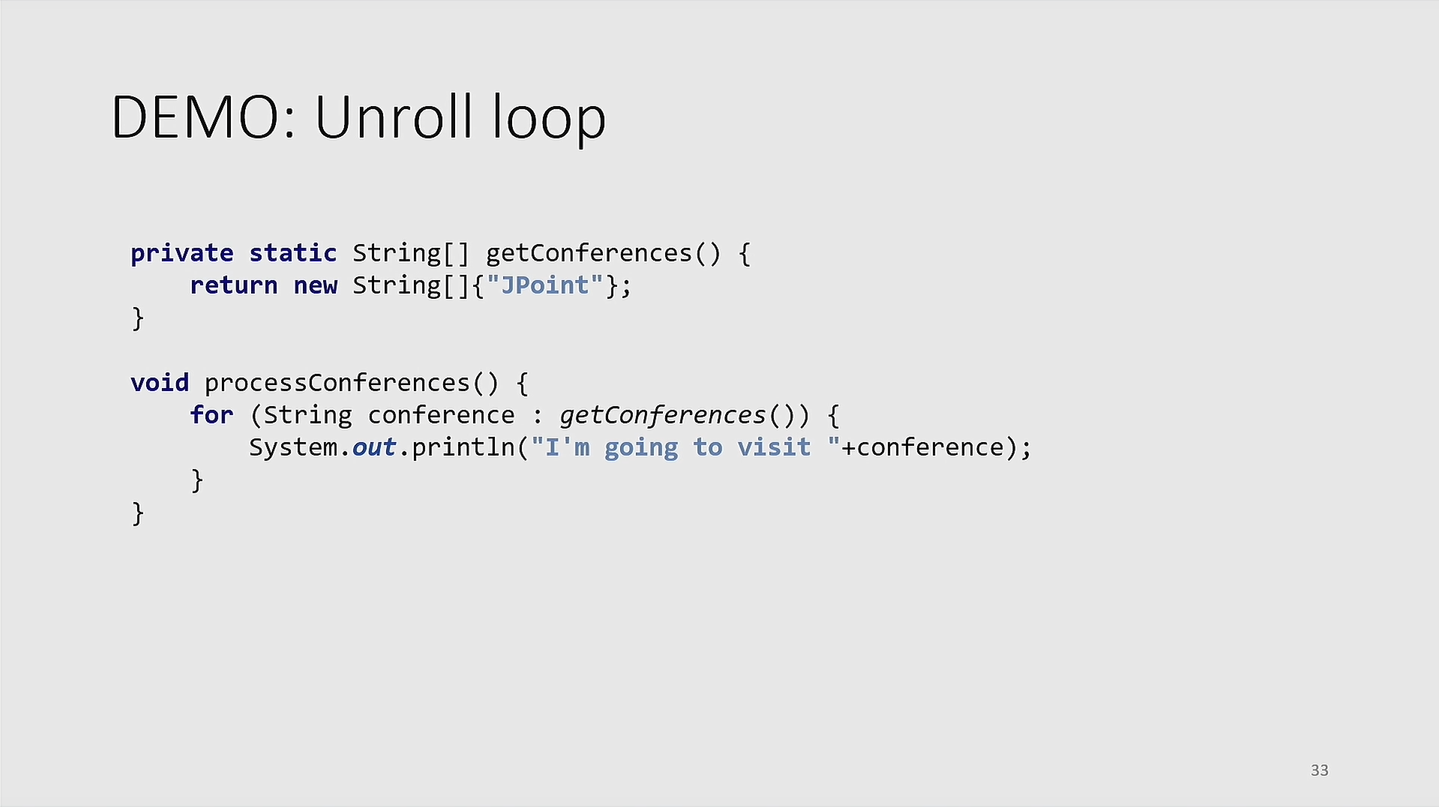 DEMO: Unroll loop
private static String[] getConferences() {
    return new String[]{"JPoint"};
}
void processConferences() {
    for (String conference : getConferences()) {
        System.out.println("I'm going to visit "+conference);
    }
}
33